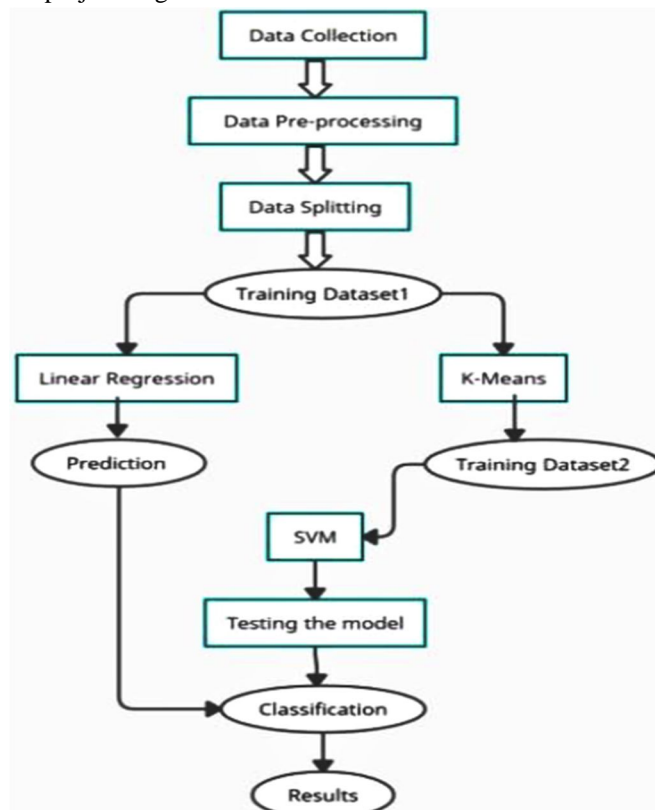 Data Collection
Data Pre-processing
Data Splitting
Training Dataset1
Linear Regression
K-Means
Prediction
Training Dataset2
SVM
Testing the model
Classification
Results